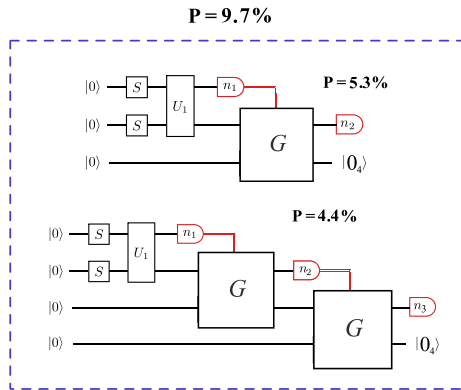 P = 9.7%
|0⟩ S U₁ n₁ P = 5.3%
|0⟩ S G n₂
|0⟩ |0₄⟩
P = 4.4%
|0⟩ S U₁ n₁
|0⟩ S G n₂
|0⟩ G n₃
|0⟩ |0₄⟩